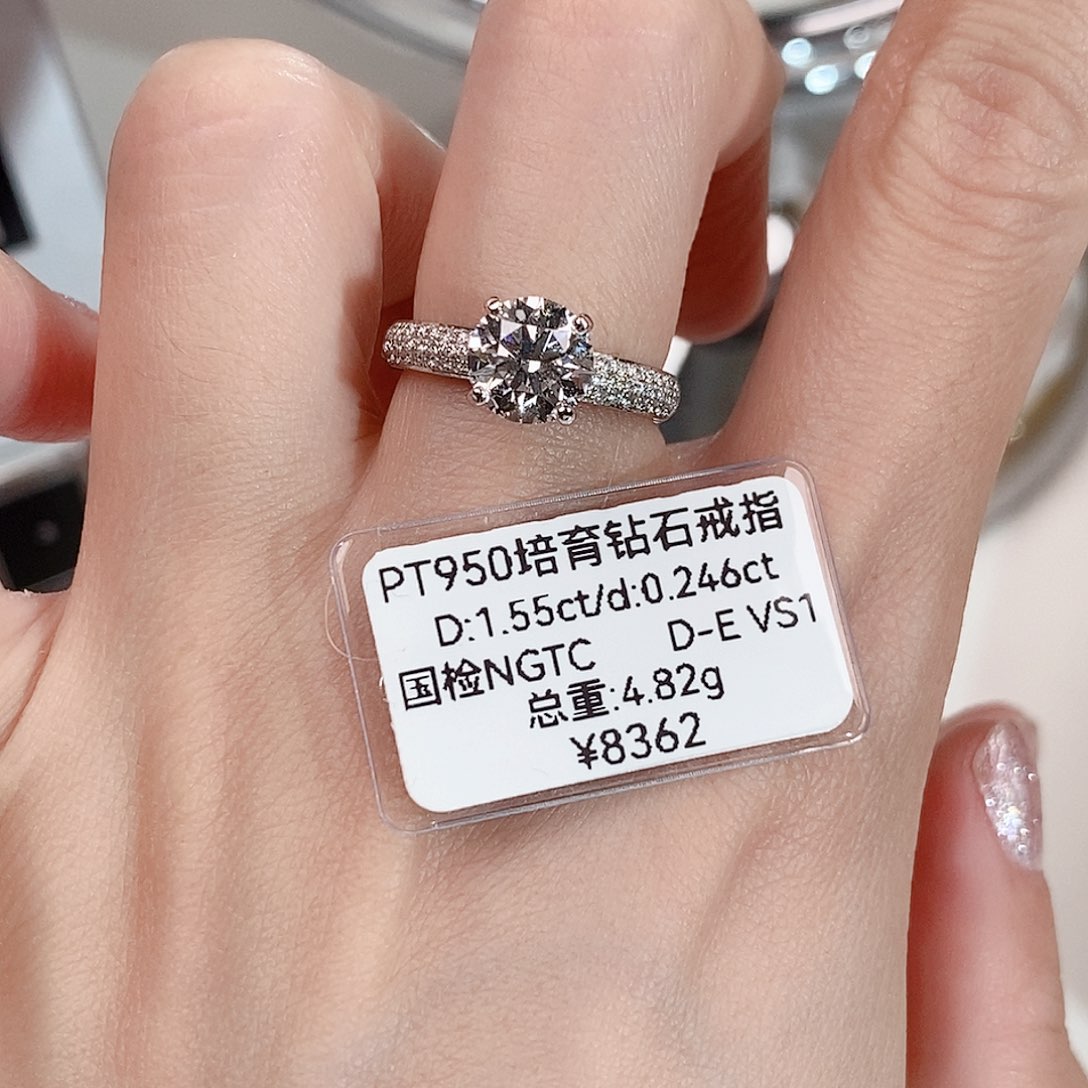 PT950培育钻石戒指
D:1.55ct/d:0.246ct
国检NGTC D-E VS1
总重:4.82g
¥8362